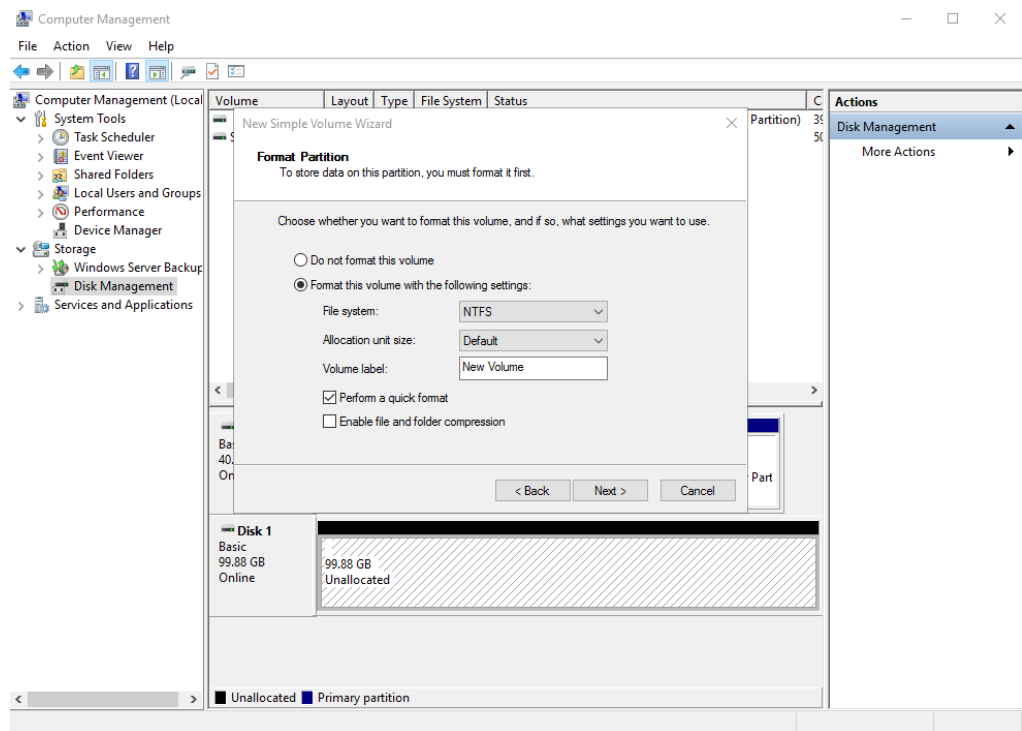 Computer Management
File Action View Help
Computer Management (Local
System Tools
Task Scheduler
Event Viewer
Shared Folders
Local Users and Groups
Performance
Device Manager
Storage
Windows Server Backup
Disk Management
Services and Applications
Volume Layout Type File System Status C
Partition) 39
S 50
New Simple Volume Wizard
Format Partition
To store data on this partition, you must format it first.
Choose whether you want to format this volume, and if so, what settings you want to use.
Do not format this volume
Format this volume with the following settings:
File system: NTFS
Allocation unit size: Default
Volume label: New Volume
Perform a quick format
Enable file and folder compression
< Back Next > Cancel
Bas
40.
On
Part
Disk 1
Basic
99.88 GB
Online
99.88 GB
Unallocated
Unallocated Primary partition
Actions
Disk Management
More Actions